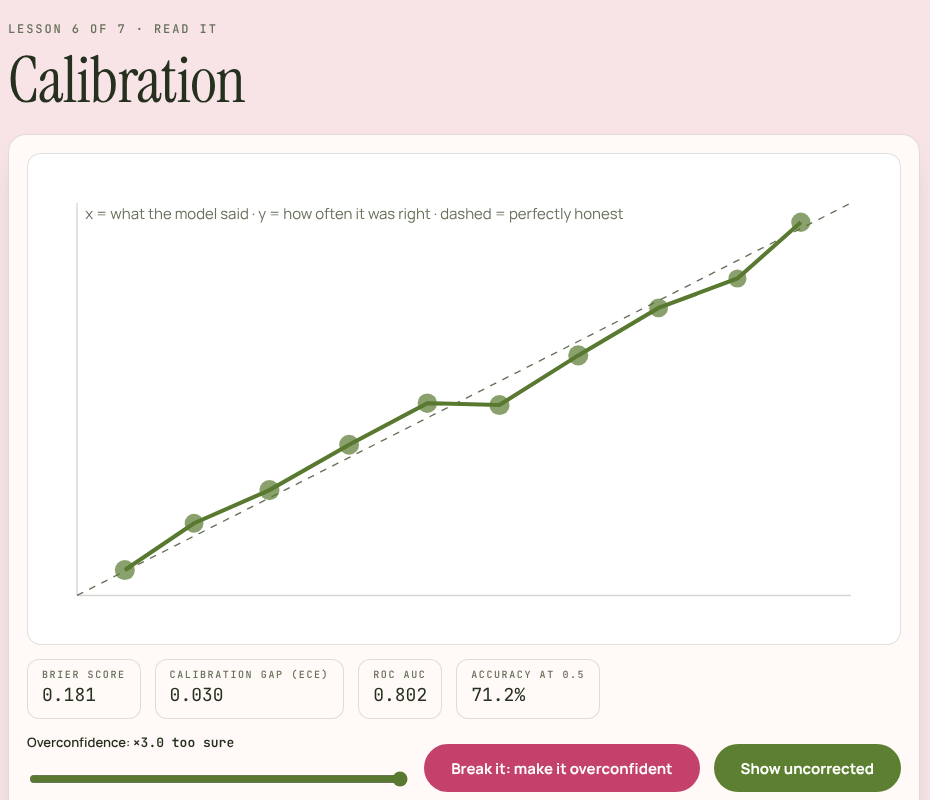 LESSON 6 OF 7 · READ IT
Calibration
x = what the model said · y = how often it was right · dashed = perfectly honest
BRIER SCORE
0.181
CALIBRATION GAP (ECE)
0.030
ROC AUC
0.802
ACCURACY AT 0.5
71.2%
Overconfidence: ×3.0 too sure
Break it: make it overconfident
Show uncorrected